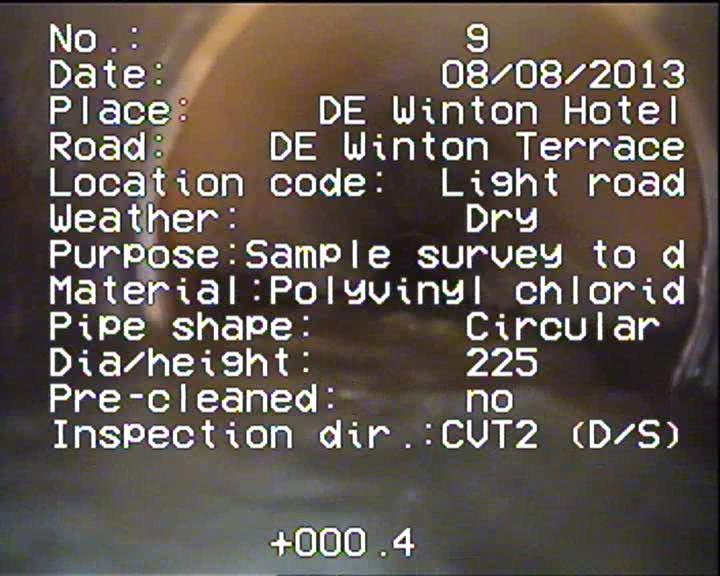 No.: 9
Date: 08/08/2013
Place: DE Winton Hotel
Road: DE Winton Terrace
Location code: Light road
Weather: Dry
Purpose:Sample survey to d
Material:Polyvinyl chlorid
Pipe shape: Circular
Dia/height: 225
Pre-cleaned: no
Inspection dir.:CVT2 (D/S)
+000.4